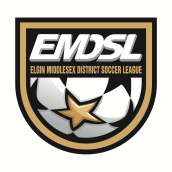 EMDSL
ELGIN MIDDLESEX DISTRICT SOCCER LEAGUE